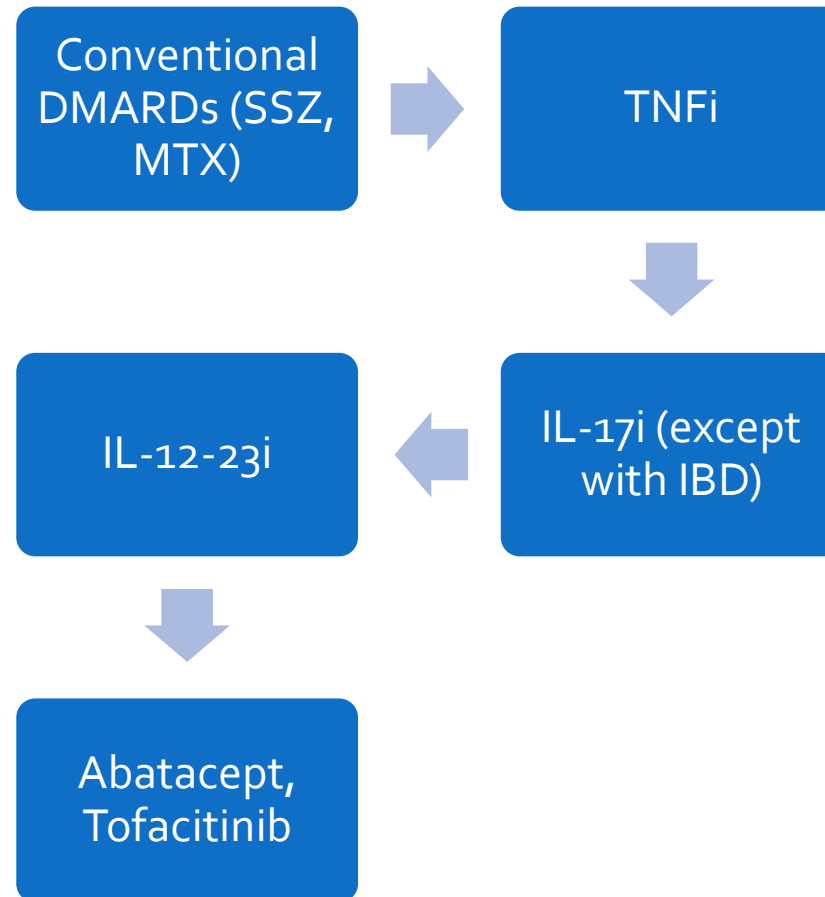 Conventional
DMARDs (SSZ,
MTX)
TNFi
IL-17i (except
with IBD)
IL-12-23i
Abatacept,
Tofacitinib